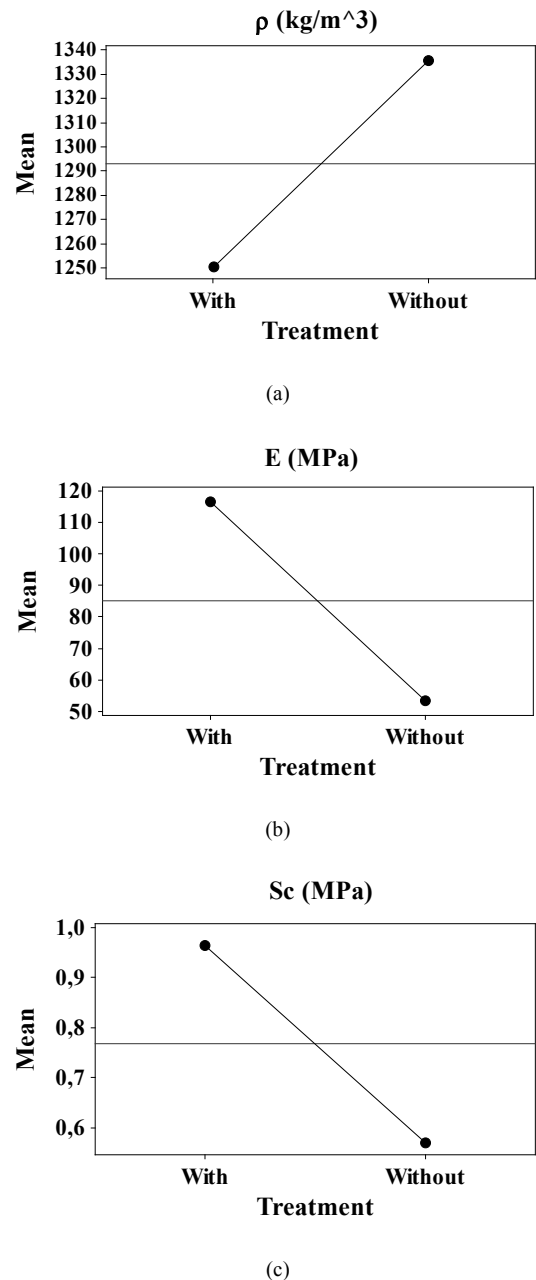 ρ (kg/m^3)
1340
1330
1320
1310
1300
1290
1280
1270
1260
1250
Mean
With Without
Treatment
(a)
E (MPa)
120
110
100
90
80
70
60
50
Mean
With Without
Treatment
(b)
Sc (MPa)
1,0
0,9
0,8
0,7
0,6
Mean
With Without
Treatment
(c)